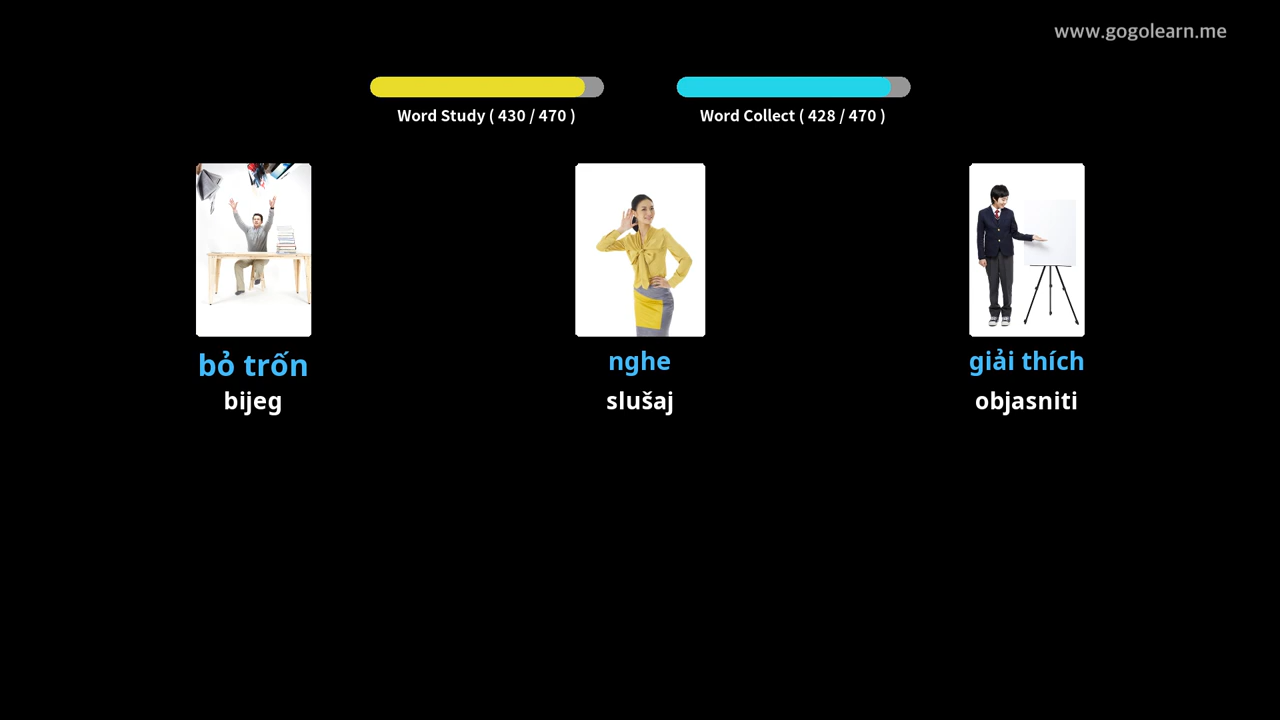 www.gogolearn.me
Word Study ( 430 / 470 )
Word Collect ( 428 / 470 )
bỏ trốn
nghe
giải thích
bijeg
slušaj
objasniti